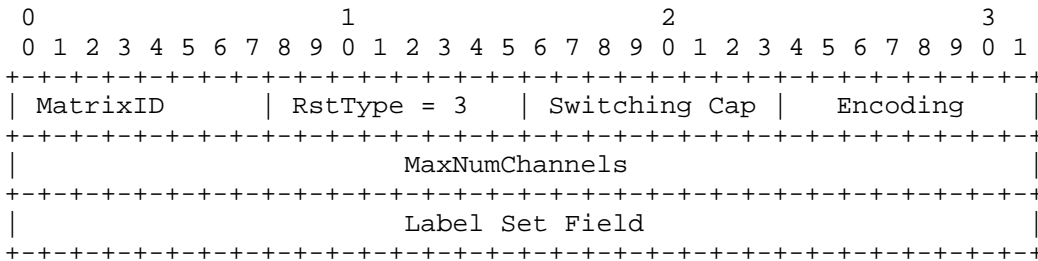 0                   1                   2                   3
 0 1 2 3 4 5 6 7 8 9 0 1 2 3 4 5 6 7 8 9 0 1 2 3 4 5 6 7 8 9 0 1
+-+-+-+-+-+-+-+-+-+-+-+-+-+-+-+-+-+-+-+-+-+-+-+-+-+-+-+-+-+-+-+-+
| MatrixID      | RstType = 3   | Switching Cap |   Encoding    |
+-+-+-+-+-+-+-+-+-+-+-+-+-+-+-+-+-+-+-+-+-+-+-+-+-+-+-+-+-+-+-+-+
|                        MaxNumChannels                         |
+-+-+-+-+-+-+-+-+-+-+-+-+-+-+-+-+-+-+-+-+-+-+-+-+-+-+-+-+-+-+-+-+
|                        Label Set Field                        |
+-+-+-+-+-+-+-+-+-+-+-+-+-+-+-+-+-+-+-+-+-+-+-+-+-+-+-+-+-+-+-+-+